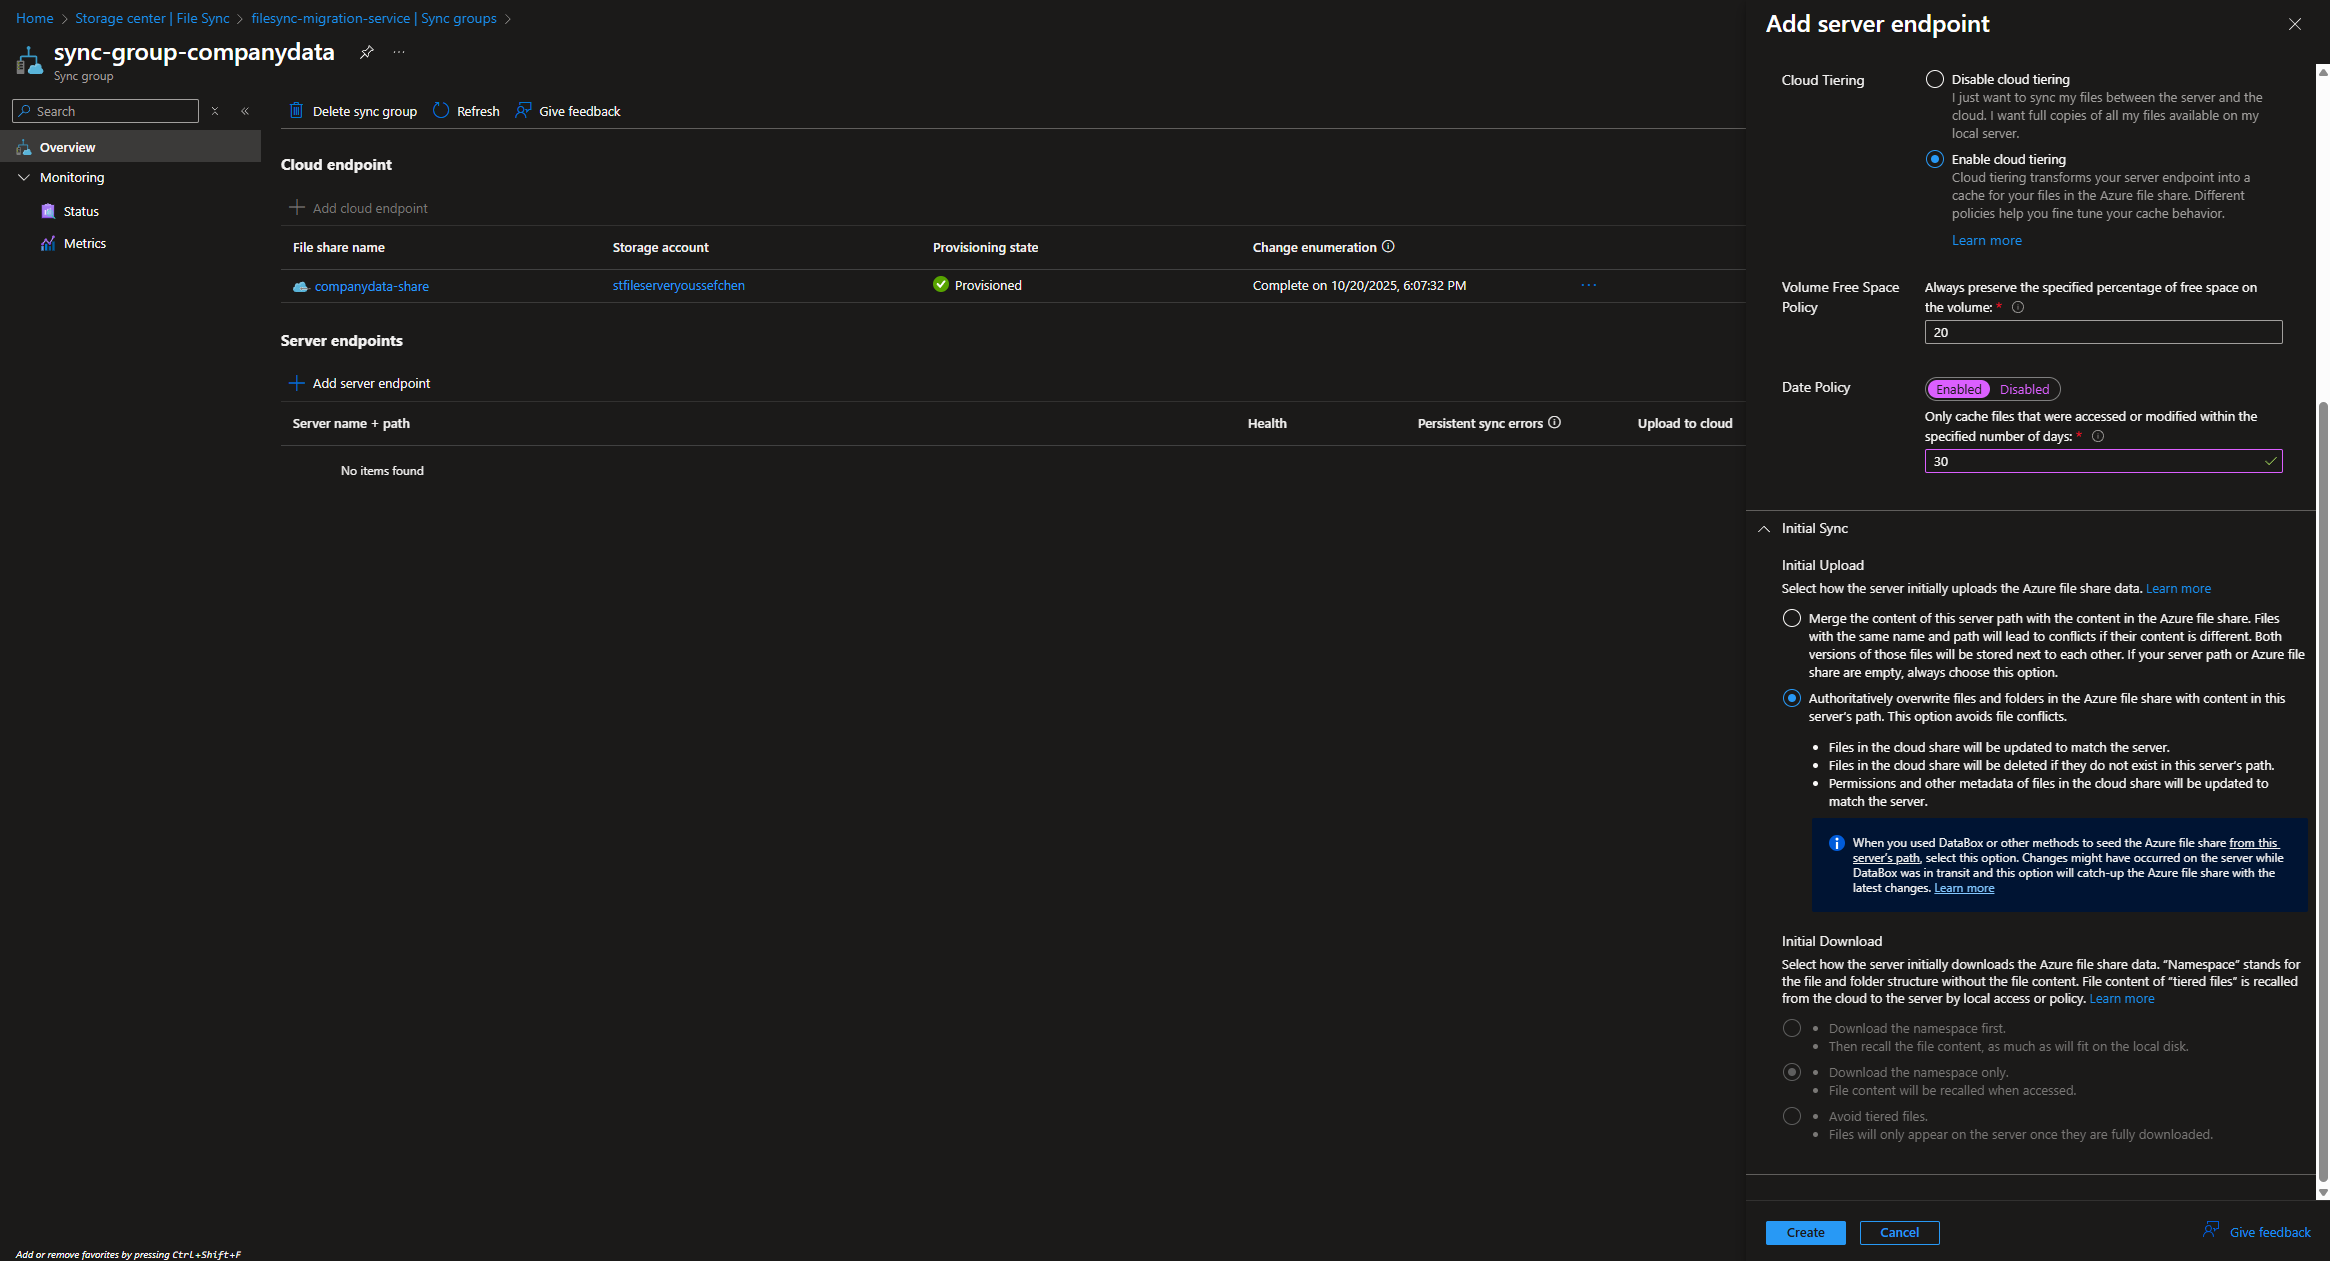 Home > Storage center | File Sync > filesync-migration-service | Sync groups >
sync-group-companydata
Sync group
Search
Overview
Monitoring
Status
Metrics
Delete sync group Refresh Give feedback
Cloud endpoint
Add cloud endpoint
File share name Storage account Provisioning state Change enumeration
companydata-share stfileserveryoussefchen Provisioned Complete on 10/20/2025, 6:07:32 PM
Server endpoints
Add server endpoint
Server name + path Health Persistent sync errors Upload to cloud
No items found
Add or remove favorites by pressing Ctrl+Shift+F
Add server endpoint
Cloud Tiering
Disable cloud tiering
I just want to sync my files between the server and the
cloud. I want full copies of all my files available on my
local server.
Enable cloud tiering
Cloud tiering transforms your server endpoint into a
cache for your files in the Azure file share. Different
policies help you fine tune your cache behavior.
Learn more
Volume Free Space
Policy
Always preserve the specified percentage of free space on
the volume: *
20
Date Policy
Enabled Disabled
Only cache files that were accessed or modified within the
specified number of days: *
30
Initial Sync
Initial Upload
Select how the server initially uploads the Azure file share data. Learn more
Merge the content of this server path with the content in the Azure file share. Files
with the same name and path will lead to conflicts if their content is different. Both
versions of those files will be stored next to each other. If your server path or Azure file
share are empty, always choose this option.
Authoritatively overwrite files and folders in the Azure file share with content in this
server's path. This option avoids file conflicts.
• Files in the cloud share will be updated to match the server.
• Files in the cloud share will be deleted if they do not exist in this server's path.
• Permissions and other metadata of files in the cloud share will be updated to
match the server.
When you used DataBox or other methods to seed the Azure file share from this
server's path, select this option. Changes might have occurred on the server while
DataBox was in transit and this option will catch-up the Azure file share with the
latest changes. Learn more
Initial Download
Select how the server initially downloads the Azure file share data. "Namespace" stands for
the file and folder structure without the file content. File content of "tiered files" is recalled
from the cloud to the server by local access or policy. Learn more
• Download the namespace first.
• Then recall the file content, as much as will fit on the local disk.
• Download the namespace only.
• File content will be recalled when accessed.
• Avoid tiered files.
• Files will only appear on the server once they are fully downloaded.
Create Cancel Give feedback